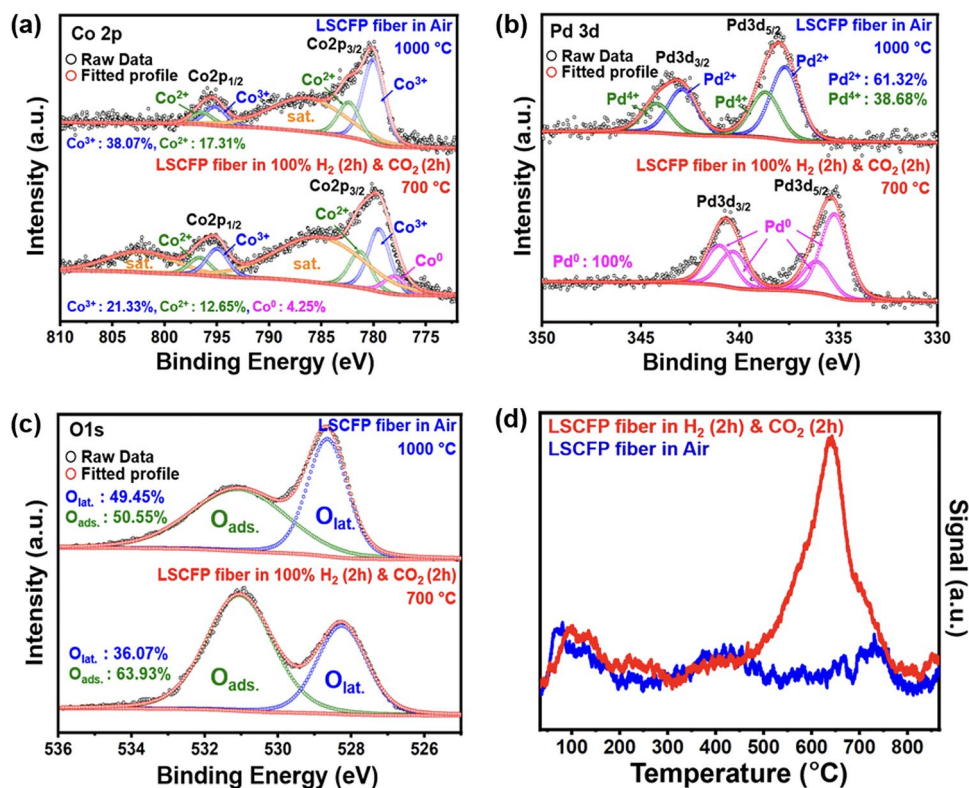 (a)
Co 2p
LSCFP fiber in Air
1000 °C
Raw Data
Fitted profile
Co2p3/2
Co2p1/2
Co2+
Co3+
Co2+
Co3+
sat.
Co3+ : 38.07%, Co2+ : 17.31%
LSCFP fiber in 100% H2 (2h) & CO2 (2h)
700 °C
Co2p3/2
Co2p1/2
Co2+
Co3+
Co2+
Co3+
Co0
sat.
sat.
Co3+ : 21.33%, Co2+ : 12.65%, Co0 : 4.25%
Intensity (a.u.)
810 805 800 795 790 785 780 775
Binding Energy (eV)
(b)
Pd 3d
LSCFP fiber in Air
1000 °C
Raw Data
Fitted profile
Pd3d5/2
Pd3d3/2
Pd2+
Pd4+
Pd2+
Pd4+
Pd2+ : 61.32%
Pd4+ : 38.68%
LSCFP fiber in 100% H2 (2h) & CO2 (2h)
700 °C
Pd3d5/2
Pd3d3/2
Pd0
Pd0 : 100%
Intensity (a.u.)
350 345 340 335 330
Binding Energy (eV)
(c)
O1s
LSCFP fiber in Air
1000 °C
Raw Data
Fitted profile
Olat. : 49.45%
Oads. : 50.55%
Oads.
Olat.
LSCFP fiber in 100% H2 (2h) & CO2 (2h)
700 °C
Olat. : 36.07%
Oads. : 63.93%
Oads.
Olat.
Intensity (a.u.)
536 534 532 530 528 526
Binding Energy (eV)
(d)
LSCFP fiber in H2 (2h) & CO2 (2h)
LSCFP fiber in Air
Signal (a.u.)
100 200 300 400 500 600 700 800
Temperature (°C)